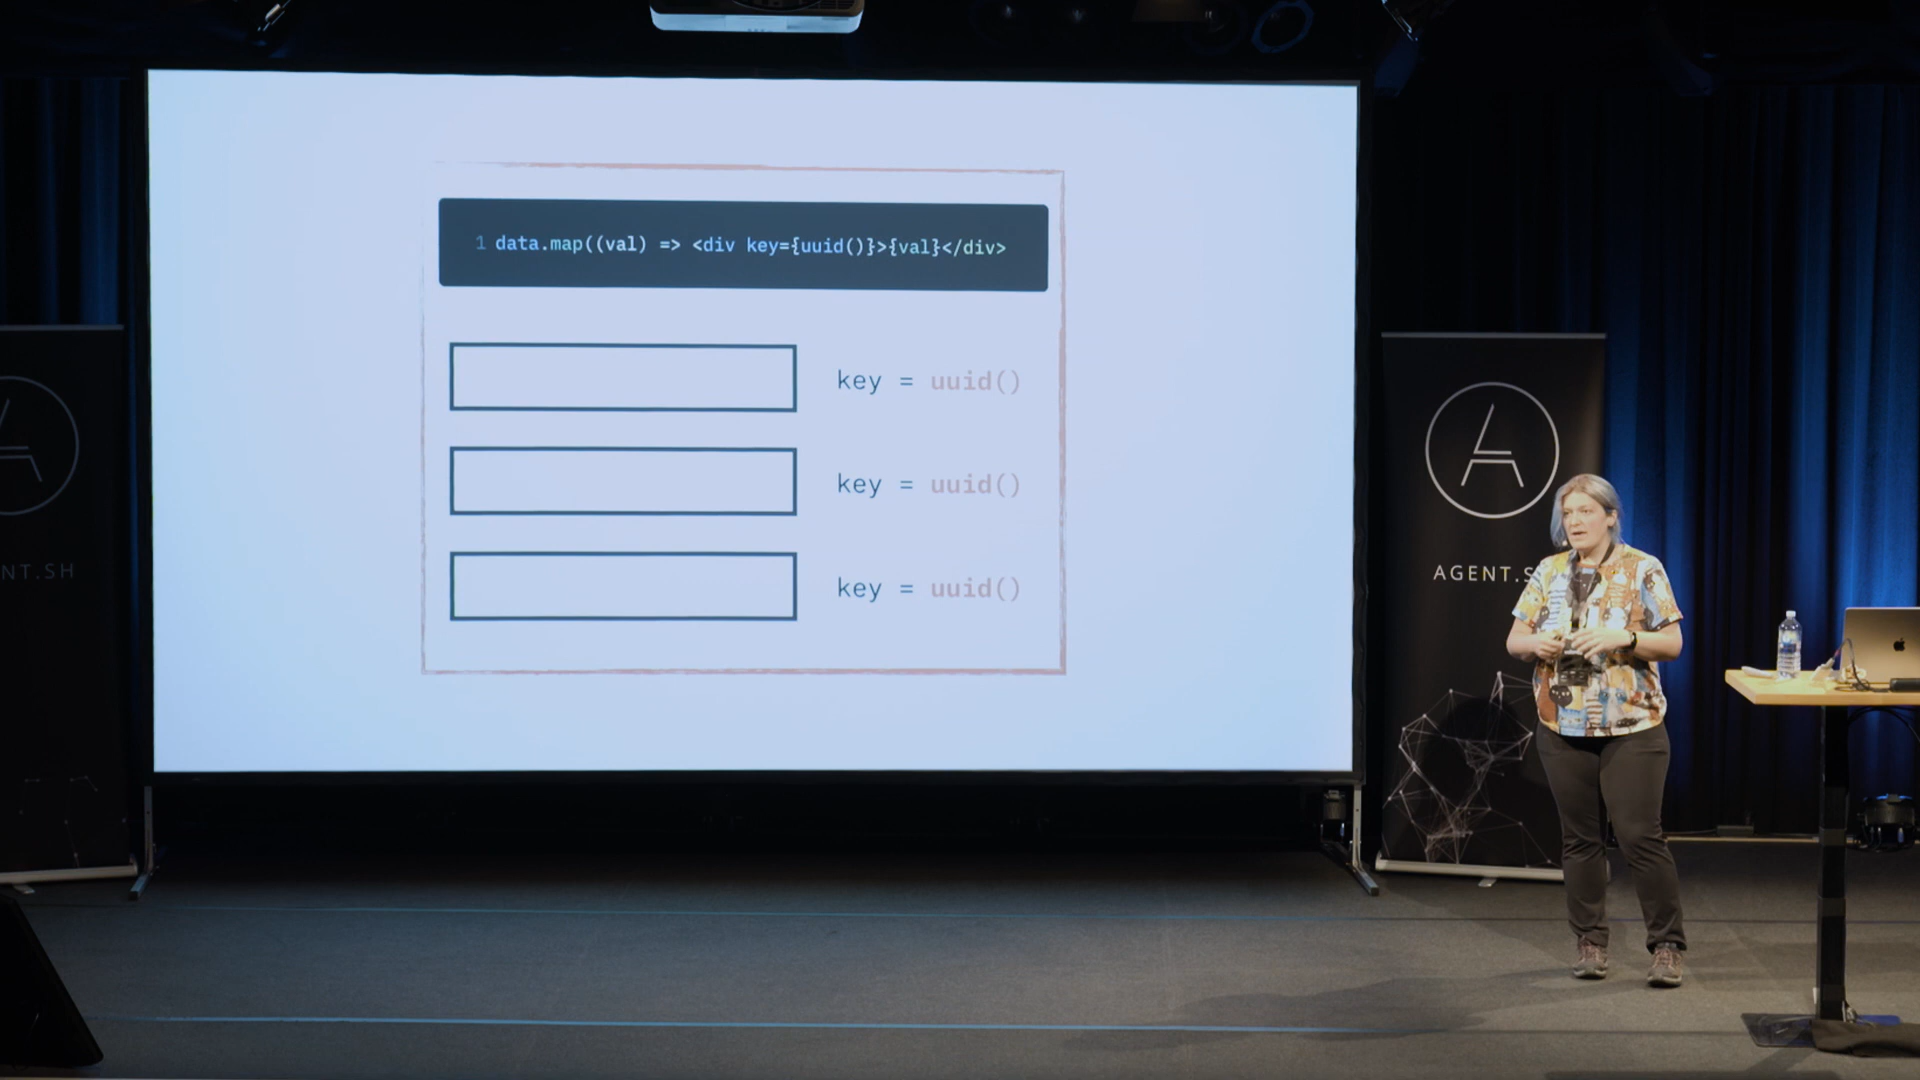 1 data.map((val) => <div key={uuid()}>{val}</div>
key = uuid()
key = uuid()
key = uuid()
NT.SH
AGENT.S